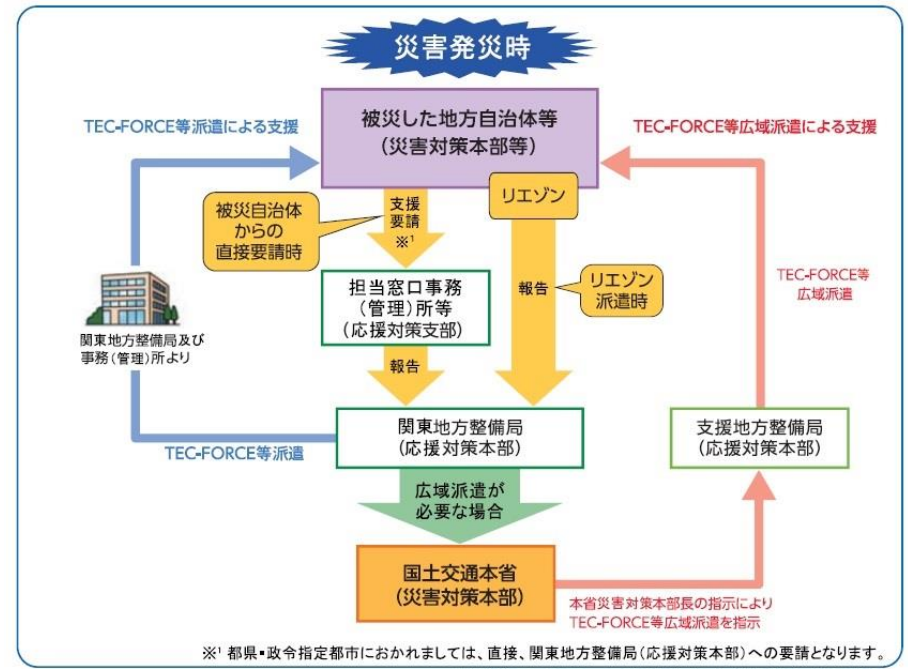 災害発災時
被災した地方自治体等
(災害対策本部等)
TEC-FORCE等派遣による支援
TEC-FORCE等広域派遣による支援
被災自治体
からの
直接要請時
支援
要請
※1
リエゾン
担当窓口事務
(管理)所等
(応援対策支部)
報告
リエゾン
派遣時
TEC-FORCE等
広域派遣
関東地方整備局及び
事務(管理)所より
報告
関東地方整備局
(応援対策本部)
支援地方整備局
(応援対策本部)
TEC-FORCE等派遣
広域派遣が
必要な場合
国土交通本省
(災害対策本部)
本省災害対策本部長の指示により
TEC-FORCE等広域派遣を指示
※1 都県・政令指定都市におかれましては、直接、関東地方整備局(応援対策本部)への要請となります。